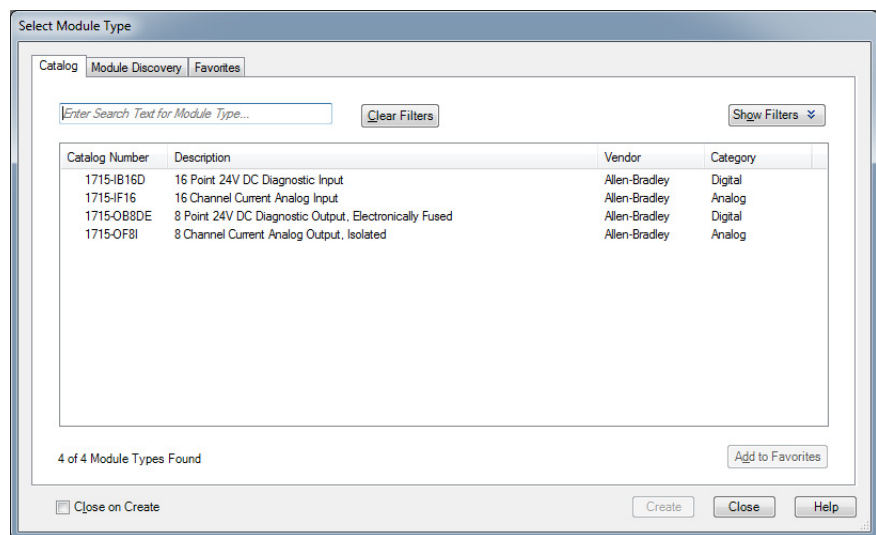 Select Module Type
Catalog Module Discovery Favorites
Enter Search Text for Module Type... Clear Filters Show Filters
Catalog Number Description Vendor Category
1715-IB16D 16 Point 24V DC Diagnostic Input Allen-Bradley Digital
1715-IF16 16 Channel Current Analog Input Allen-Bradley Analog
1715-OB8DE 8 Point 24V DC Diagnostic Output, Electronically Fused Allen-Bradley Digital
1715-OF8I 8 Channel Current Analog Output, Isolated Allen-Bradley Analog
4 of 4 Module Types Found Add to Favorites
Close on Create Create Close Help